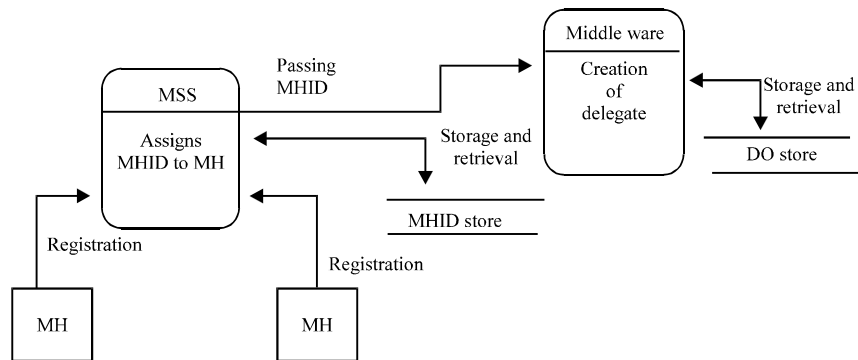 Middle ware
Creation
of
delegate
Passing
MHID
MSS
Assigns
MHID to MH
Storage and
retrieval
Storage and
retrieval
DO store
MHID store
Registration
Registration
MH
MH